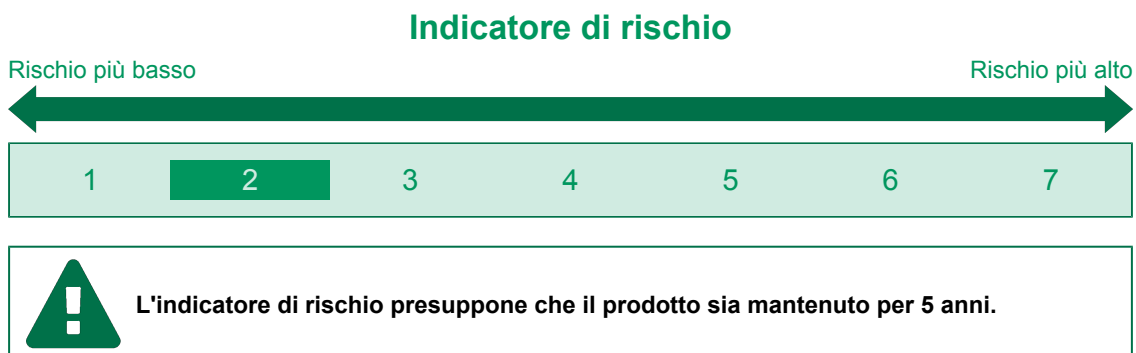 Indicatore di rischio
Rischio più basso Rischio più alto
1 2 3 4 5 6 7
L'indicatore di rischio presuppone che il prodotto sia mantenuto per 5 anni.